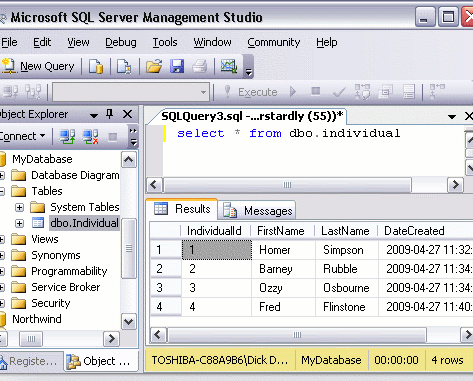 Microsoft SQL Server Management Studio
File Edit View Debug Tools Window Community Help
New Query
Execute
Object Explorer
Connect
MyDatabase
Database Diagram
Tables
System Tables
dbo.Individual
Views
Synonyms
Programmability
Service Broker
Security
Northwind
Registe... Object ...
SQLQuery3.sql -...rstardly (55))*
select * from dbo.individual
Results Messages
IndividualId FirstName LastName DateCreated
1 1 Homer Simpson 2009-04-27 11:32:
2 2 Barney Rubble 2009-04-27 11:34:
3 3 Ozzy Osbourne 2009-04-27 11:34:
4 4 Fred Flinstone 2009-04-27 11:40:
TOSHIBA-C88A9B6\Dick D... MyDatabase 00:00:00 4 rows